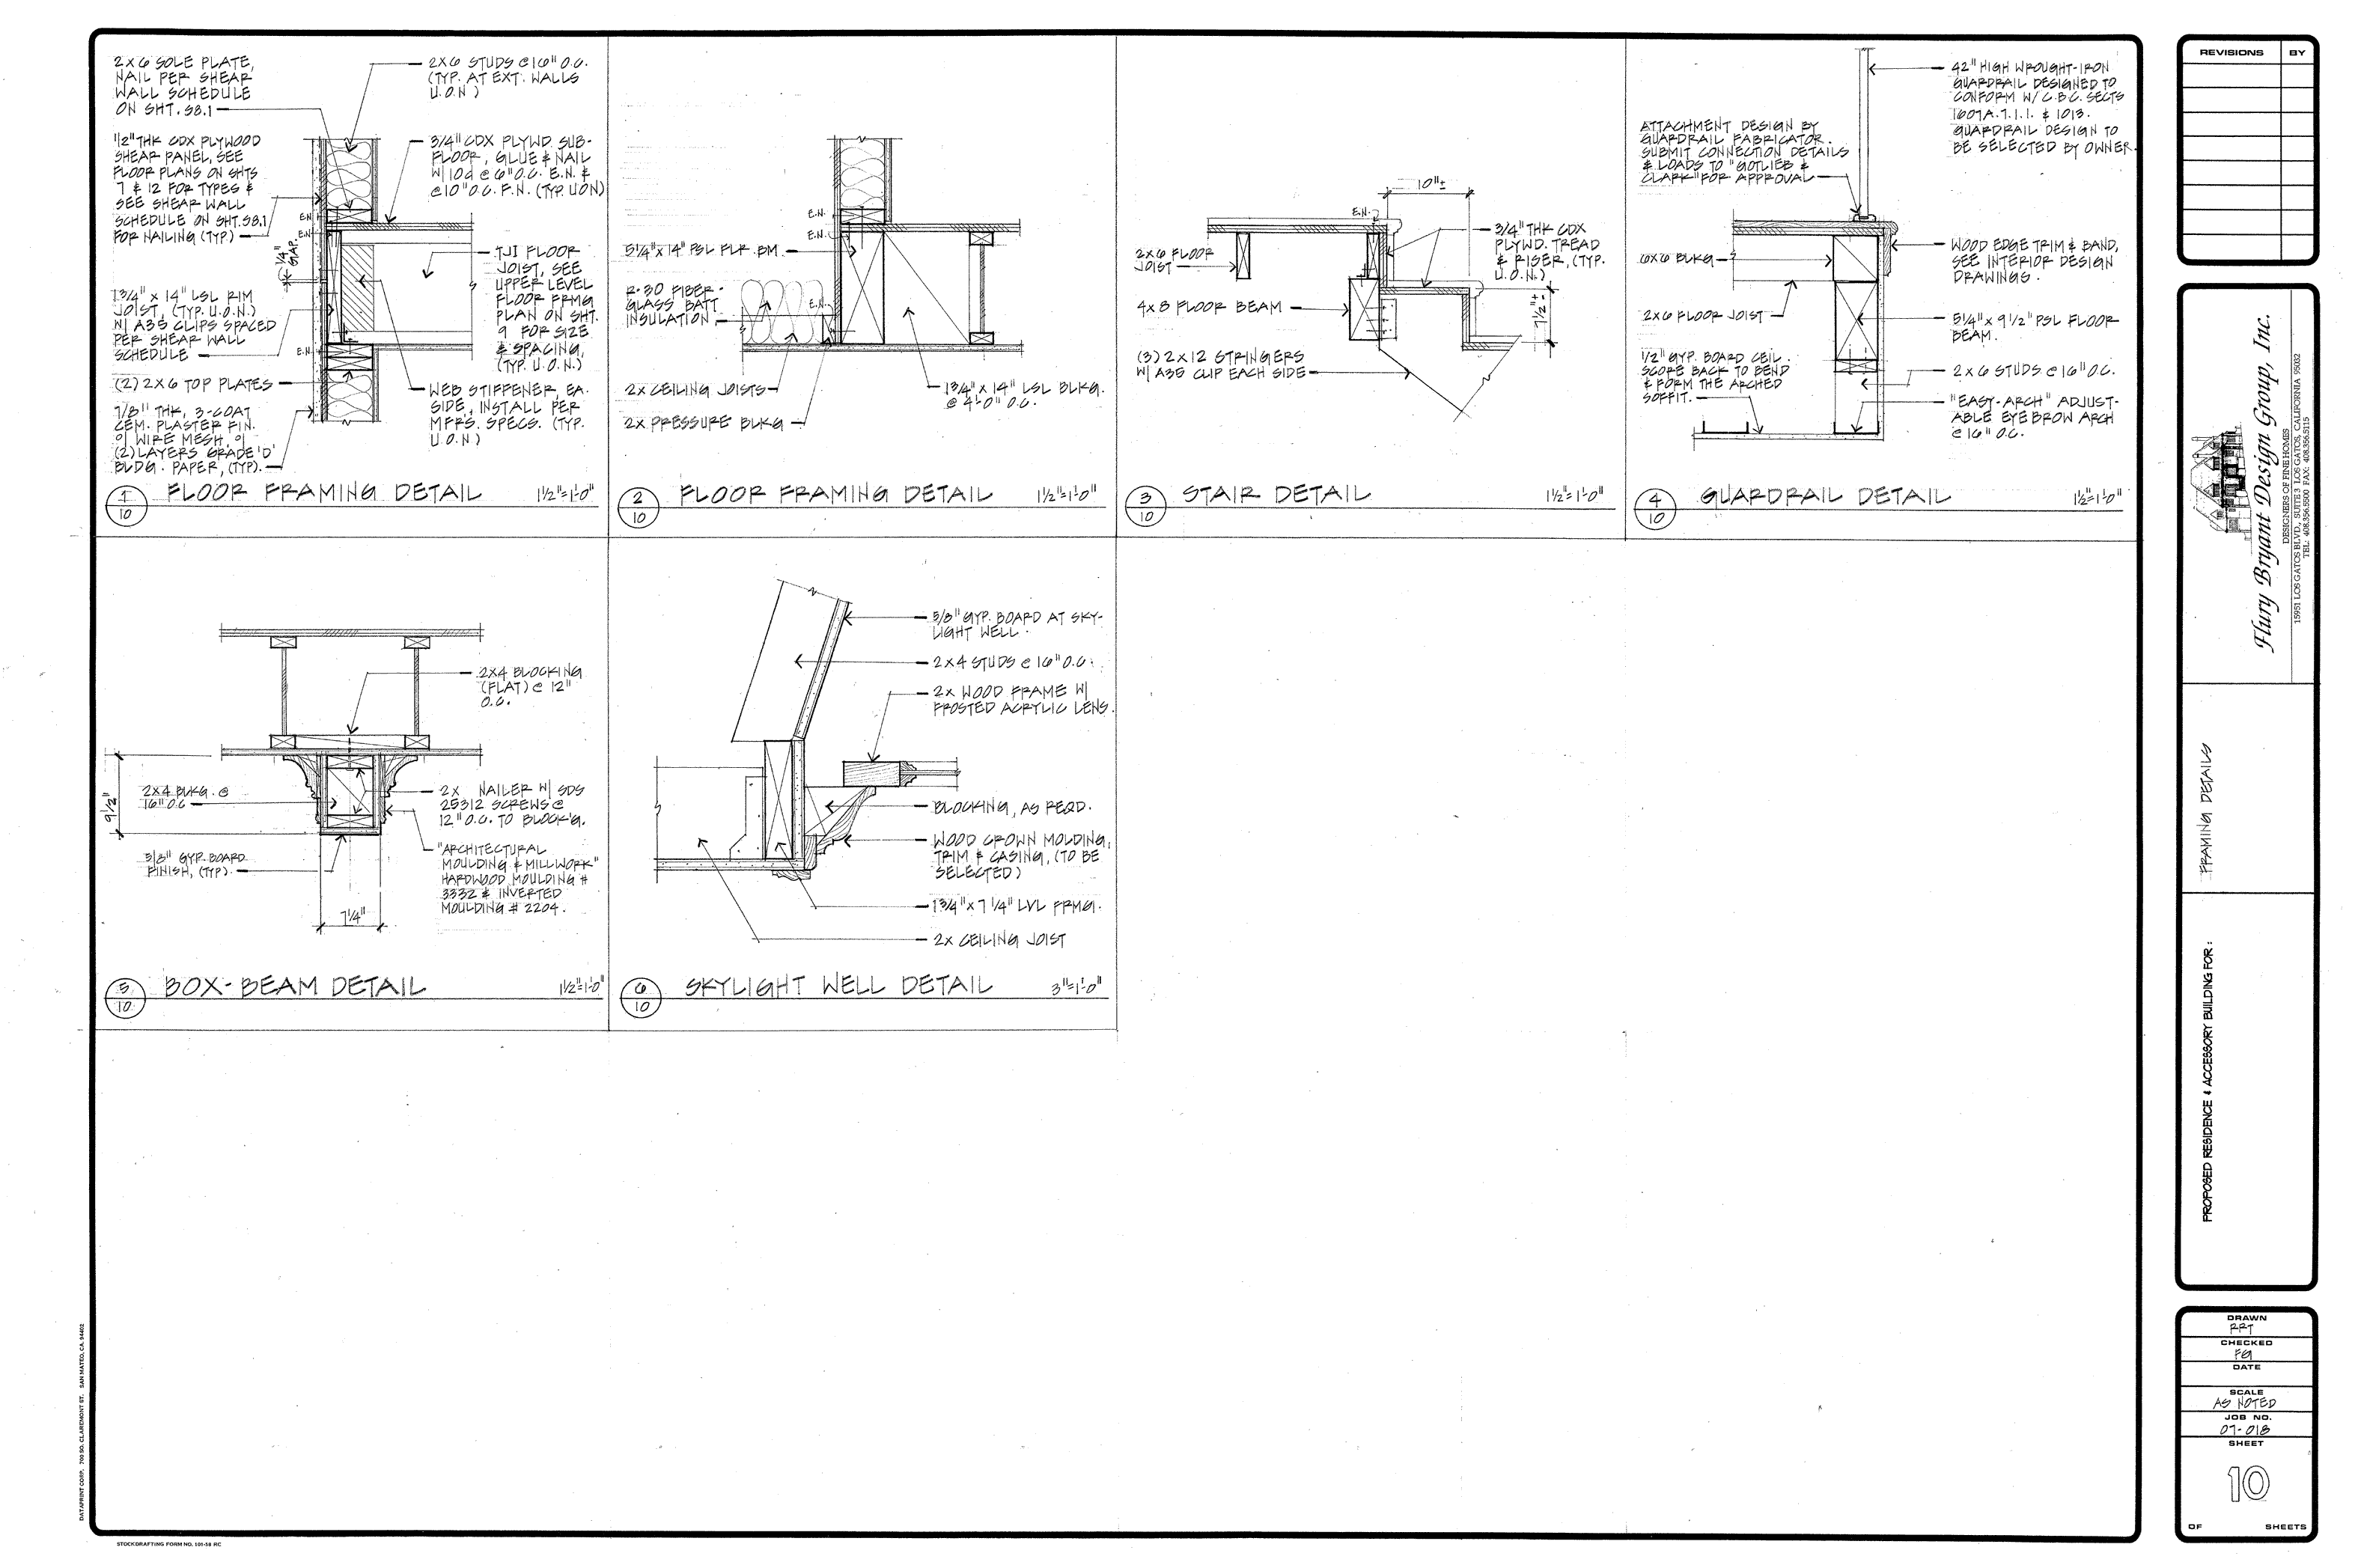 2X6 SOLE PLATE,
NAIL PER SHEAR
WALL SCHEDULE
ON SHT. S8.1
1/2" THK CDX PLYWOOD
SHEAR PANEL, SEE
FLOOR PLANS ON SHTS
7 & 12 FOR TYPES &
SEE SHEAR WALL
SCHEDULE ON SHT. S8.1
FOR NAILING (TYP.)
1 3/4" X 14" LSL RIM
JOIST, (TYP. U.O.N.)
W/ A35 CLIPS SPACED
PER SHEAR WALL
SCHEDULE
(2) 2X6 TOP PLATES
7/8" THK, 3-COAT
CEM. PLASTER FIN.
O/ WIRE MESH, O/
(2) LAYERS GRADE 'D'
BLDG. PAPER, (TYP).
E.N.
E.N.
1/4"
GAP.
E.N.
2X6 STUDS @ 16" O.C.
(TYP. AT EXT. WALLS
U.O.N)
3/4" CDX PLYWD SUB-
FLOOR, GLUE & NAIL
W/ 10d @ 6" O.C. E.N. &
@ 10" O.C. F.N. (TYP. UON)
TJI FLOOR
JOIST, SEE
UPPER LEVEL
FLOOR FRMG
PLAN ON SHT.
9 FOR SIZE
& SPACING,
(TYP. U.O.N.)
WEB STIFFENER, EA.
SIDE, INSTALL PER
MFR'S. SPECS. (TYP.
U.O.N.)
1
10
FLOOR FRAMING DETAIL
1 1/2"=1'-0"
E.N.
E.N.
5 1/4" X 14" PSL FLR BM
R-30 FIBER-
GLASS BATT
INSULATION
E.N.
2X CEILING JOISTS
2X PRESSURE BLKG
1 3/4" X 14" LSL BLKG.
@ 4'-0" O.C.
2
10
FLOOR FRAMING DETAIL
1 1/2"=1'-0"
10"±
E.N.
2X6 FLOOR
JOIST
4X8 FLOOR BEAM
(3) 2X12 STRINGERS
W/ A35 CLIP EACH SIDE
3/4" THK CDX
PLYWD. TREAD
& RISER, (TYP.
U.O.N.)
7 1/2"±
3
10
STAIR DETAIL
1 1/2"=1'-0"
ATTACHMENT DESIGN BY
GUARDRAIL FABRICATOR.
SUBMIT CONNECTION DETAILS
& LOADS TO "GOTLIEB &
CLARK" FOR APPROVAL
6X6 BLKG
2X6 FLOOR JOIST
1/2" GYP. BOARD CEIL.
SCORE BACK TO BEND
& FORM THE ARCHED
SOFFIT.
42" HIGH WROUGHT-IRON
GUARDRAIL DESIGNED TO
CONFORM W/ C.B.C. SECTS
1607A.7.1.1. & 1013.
GUARDRAIL DESIGN TO
BE SELECTED BY OWNER.
WOOD EDGE TRIM & BAND,
SEE INTERIOR DESIGN
DRAWINGS.
5 1/4" X 9 1/2" PSL FLOOR
BEAM.
2X6 STUDS @ 16" O.C.
"EASY-ARCH" ADJUST-
ABLE EYEBROW ARCH
@ 16" O.C.
4
10
GUARDRAIL DETAIL
1 1/2"=1'-0"
2X4 BLOCKING
(FLAT) @ 12"
O.C.
9 1/2"
2X4 BLKG. @
16" O.C
5/8" GYP. BOARD
FINISH, (TYP).
2X NAILER W/ SDS
25312 SCREWS @
12" O.C. TO BLOCK'G.
"ARCHITECTURAL
MOULDING & MILLWORK"
HARDWOOD MOULDING #
3332 & INVERTED
MOULDING # 2204.
7 1/4"
5
10
BOX-BEAM DETAIL
1 1/2"=1'-0"
5/8" GYP. BOARD AT SKY-
LIGHT WELL.
2X4 STUDS @ 16" O.C.
2X WOOD FRAME W/
FROSTED ACRYLIC LENS.
BLOCKING, AS REQD.
WOOD CROWN MOLDING,
TRIM & CASING, (TO BE
SELECTED)
1 3/4" X 7 1/4" LVL FRMG.
2X CEILING JOIST
6
10
SKYLIGHT WELL DETAIL
3"=1'-0"
REVISIONS
BY
Flury Bryant Design Group, Inc.
DESIGNERS OF FINE HOMES
15951 LOS GATOS BLVD., SUITE 3 LOS GATOS, CALIFORNIA 95032
TEL: 408.356.5500 FAX: 408.356.5115
FRAMING DETAILS
PROPOSED RESIDENCE & ACCESSORY BUILDING FOR:
DRAWN
RRT
CHECKED
FG
DATE
SCALE
AS NOTED
JOB NO.
07-018
SHEET
10
OF SHEETS
DATAPRINT CORP. 700 SO. CLAREMONT ST. SAN MATEO, CA. 94402
STOCKDRAFTING FORM NO. 101-58 RC